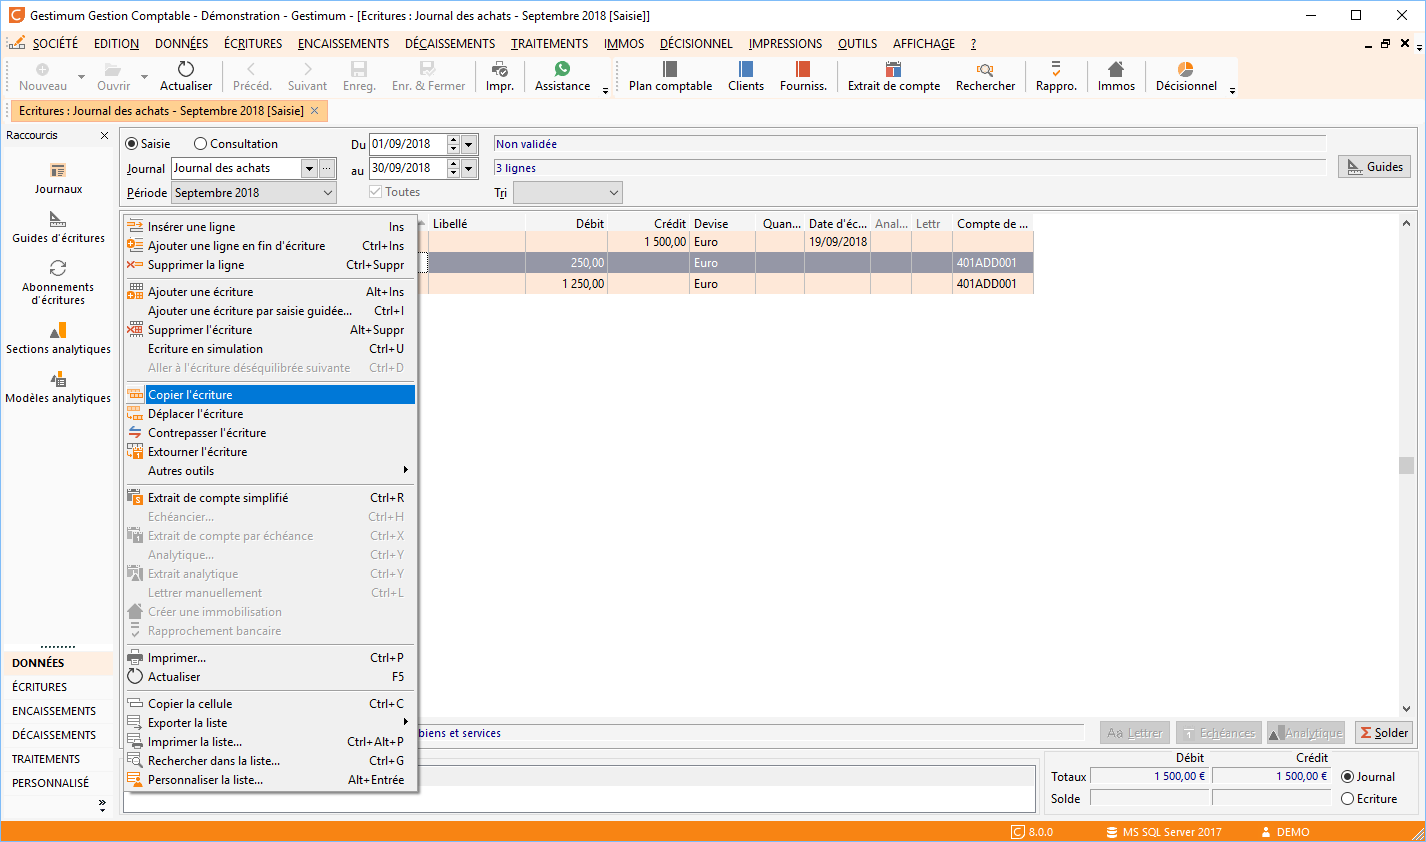 Gestimum Gestion Comptable - Démonstration - Gestimum - [Ecritures : Journal des achats - Septembre 2018 [Saisie]]
SOCIÉTÉ EDITION DONNÉES ÉCRITURES ENCAISSEMENTS DÉCAISSEMENTS TRAITEMENTS IMMOS DÉCISIONNEL IMPRESSIONS OUTILS AFFICHAGE ?
Nouveau Ouvrir Actualiser Précéd. Suivant Enreg. Enr. & Fermer Impr. Assistance Plan comptable Clients Fourniss. Extrait de compte Rechercher Rappro. Immos Décisionnel
Ecritures : Journal des achats - Septembre 2018 [Saisie]
Raccourcis
Journaux
Guides d'écritures
Abonnements
d'écritures
Sections analytiques
Modèles analytiques
DONNÉES
ÉCRITURES
ENCAISSEMENTS
DÉCAISSEMENTS
TRAITEMENTS
PERSONNALISÉ
Saisie Consultation Du 01/09/2018 Non validée
Journal Journal des achats ... au 30/09/2018 3 lignes Guides
Période Septembre 2018 Toutes Tri
Libellé Débit Crédit Devise Quan... Date d'éc... Anal... Lettr Compte de ...
1 500,00 Euro 19/09/2018
250,00 Euro 401ADD001
1 250,00 Euro 401ADD001
Insérer une ligne Ins
Ajouter une ligne en fin d'écriture Ctrl+Ins
Supprimer la ligne Ctrl+Suppr
Ajouter une écriture Alt+Ins
Ajouter une écriture par saisie guidée... Ctrl+I
Supprimer l'écriture Alt+Suppr
Ecriture en simulation Ctrl+U
Aller à l'écriture déséquilibrée suivante Ctrl+D
Copier l'écriture
Déplacer l'écriture
Contrepasser l'écriture
Extourner l'écriture
Autres outils
Extrait de compte simplifié Ctrl+R
Echéancier... Ctrl+H
Extrait de compte par échéance Ctrl+X
Analytique... Ctrl+Y
Extrait analytique Ctrl+Y
Lettrer manuellement Ctrl+L
Créer une immobilisation
Rapprochement bancaire
Imprimer... Ctrl+P
Actualiser F5
Copier la cellule Ctrl+C
Exporter la liste
Imprimer la liste... Ctrl+Alt+P
Rechercher dans la liste... Ctrl+G
Personnaliser la liste... Alt+Entrée
biens et services
Aa Lettrer Echéances Analytique Σ Solder
Débit Crédit
Totaux 1 500,00 € 1 500,00 € Journal
Solde Ecriture
8.0.0 MS SQL Server 2017 DEMO